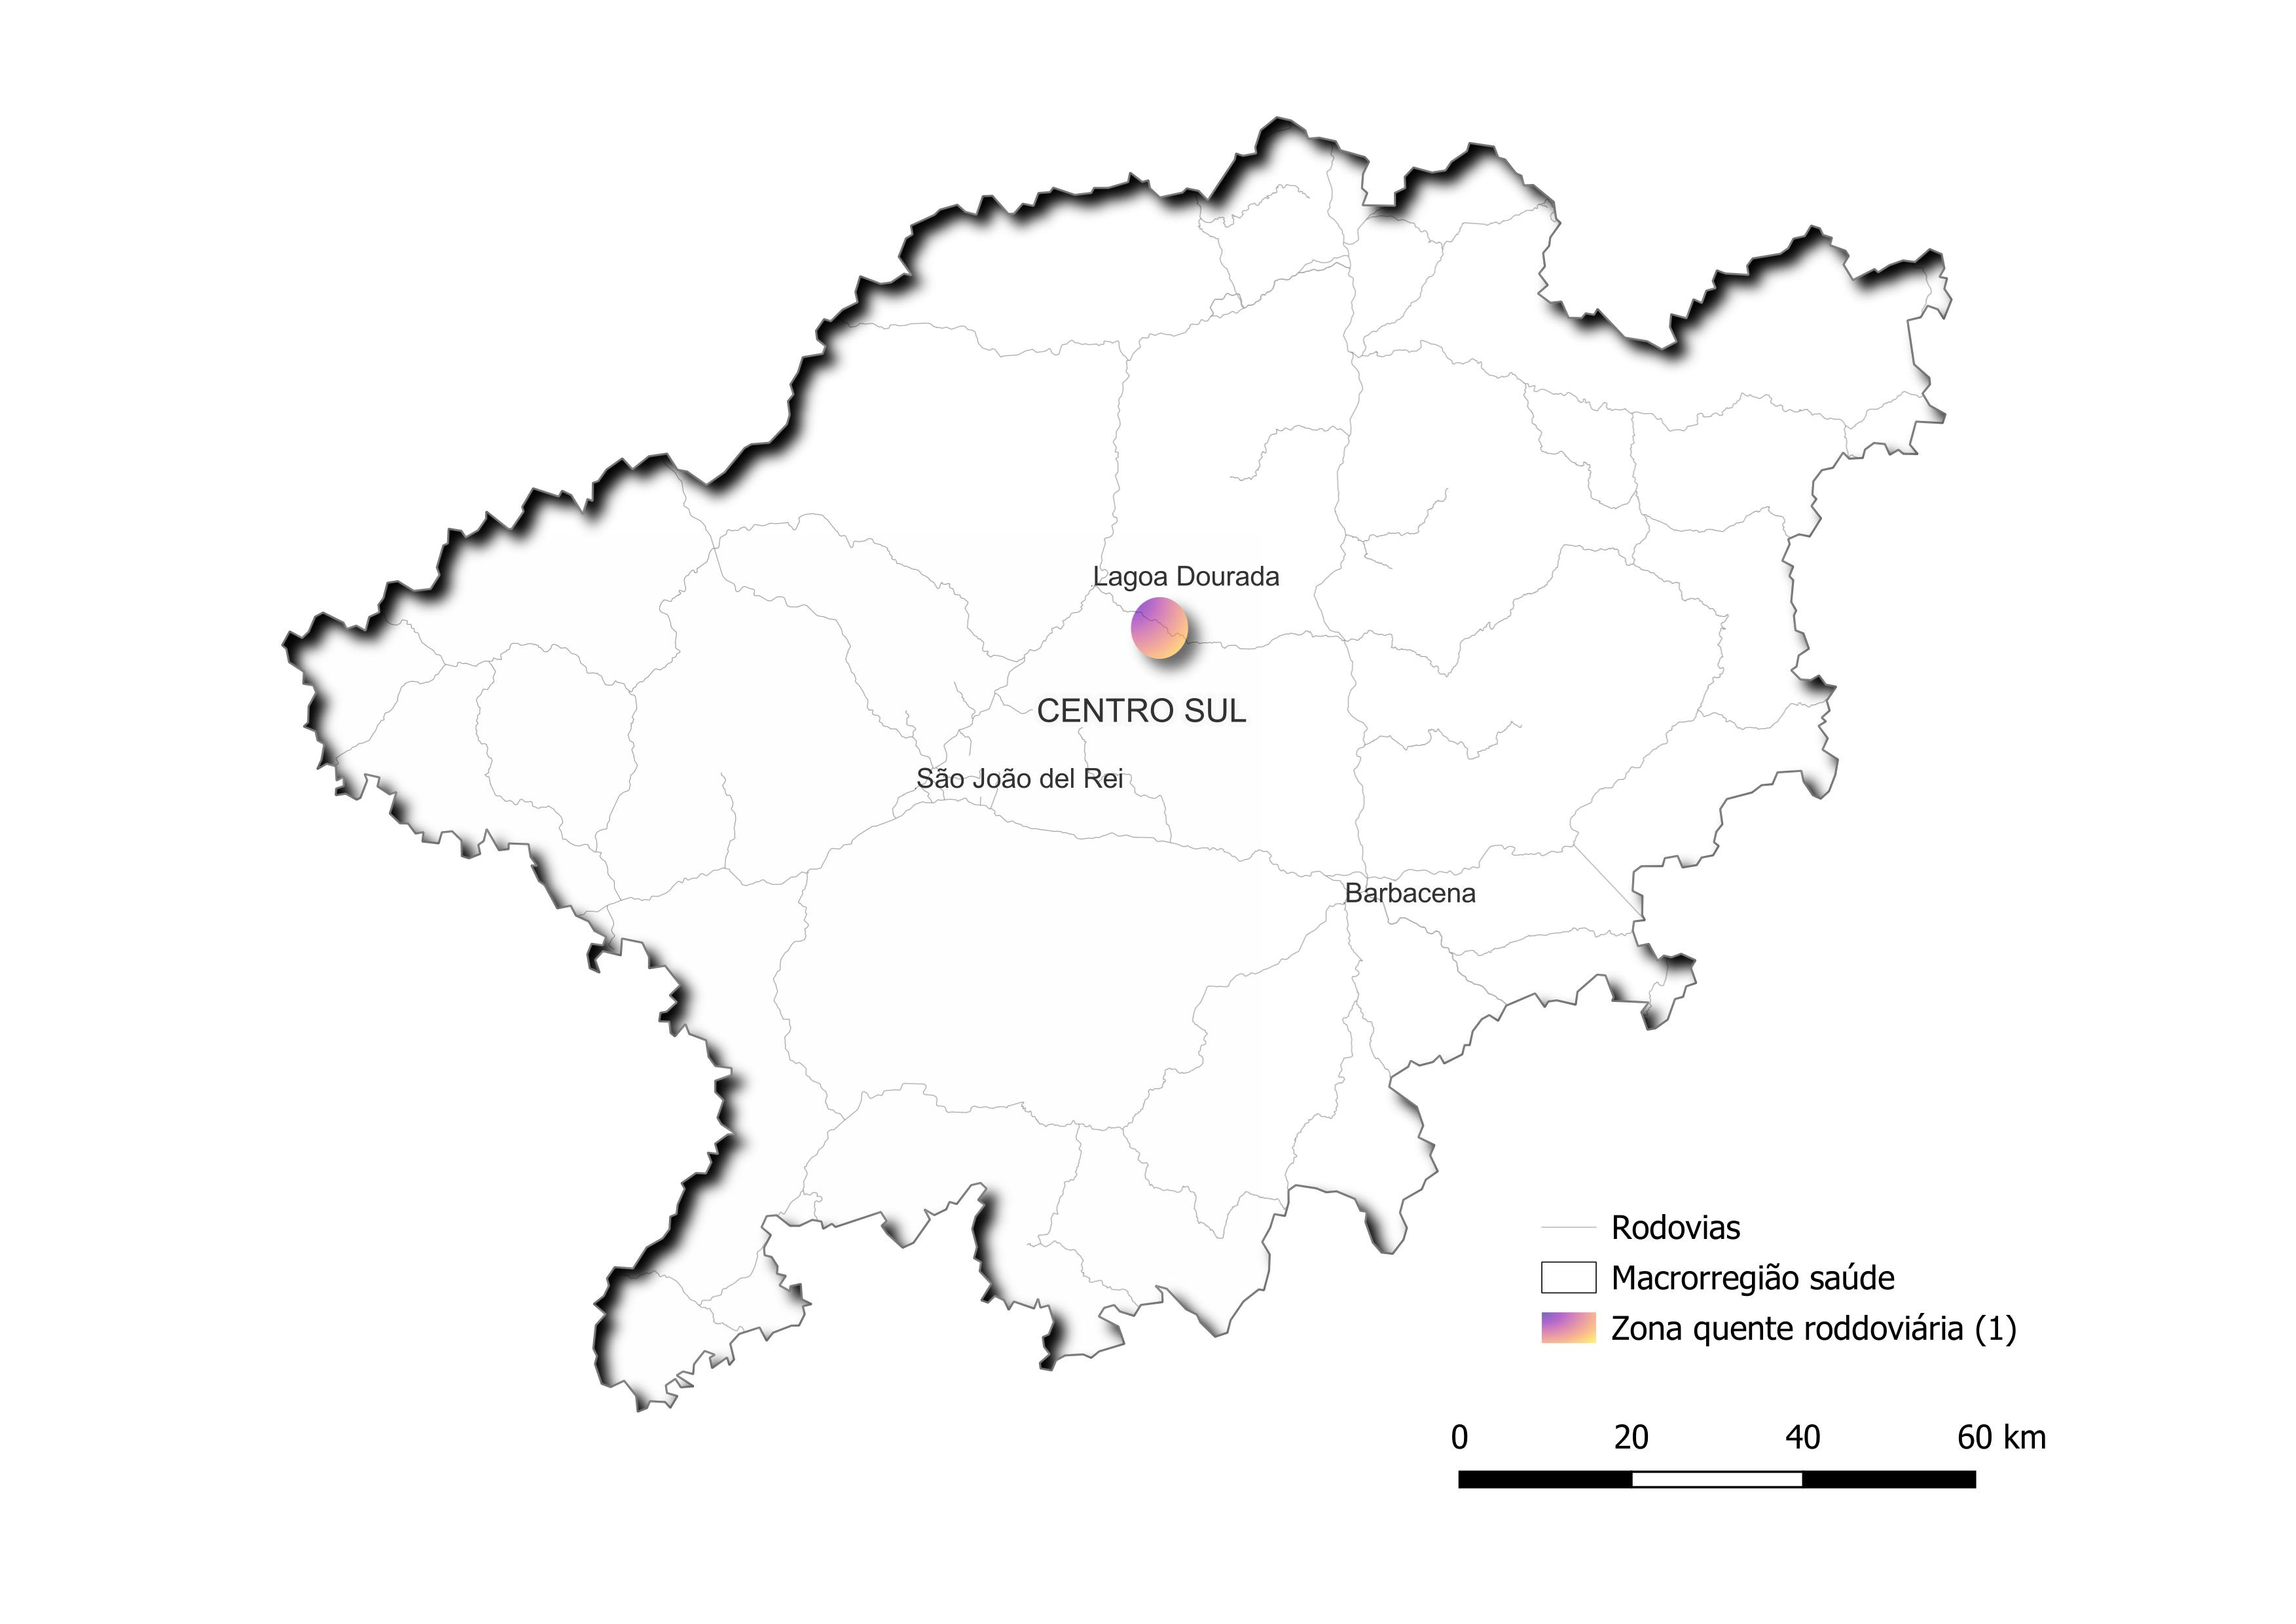 Lagoa Dourada
CENTRO SUL
São João del Rei
Barbacena
Rodovias
Macrorregião saúde
Zona quente roddoviária (1)
0 20 40 60 km